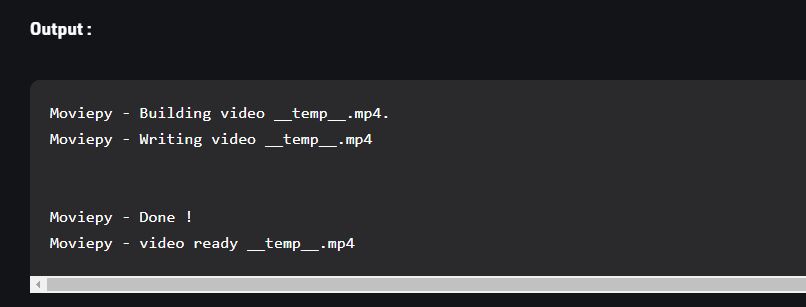 Output :
Moviepy - Building video __temp__.mp4.
Moviepy - Writing video __temp__.mp4
Moviepy - Done !
Moviepy - video ready __temp__.mp4